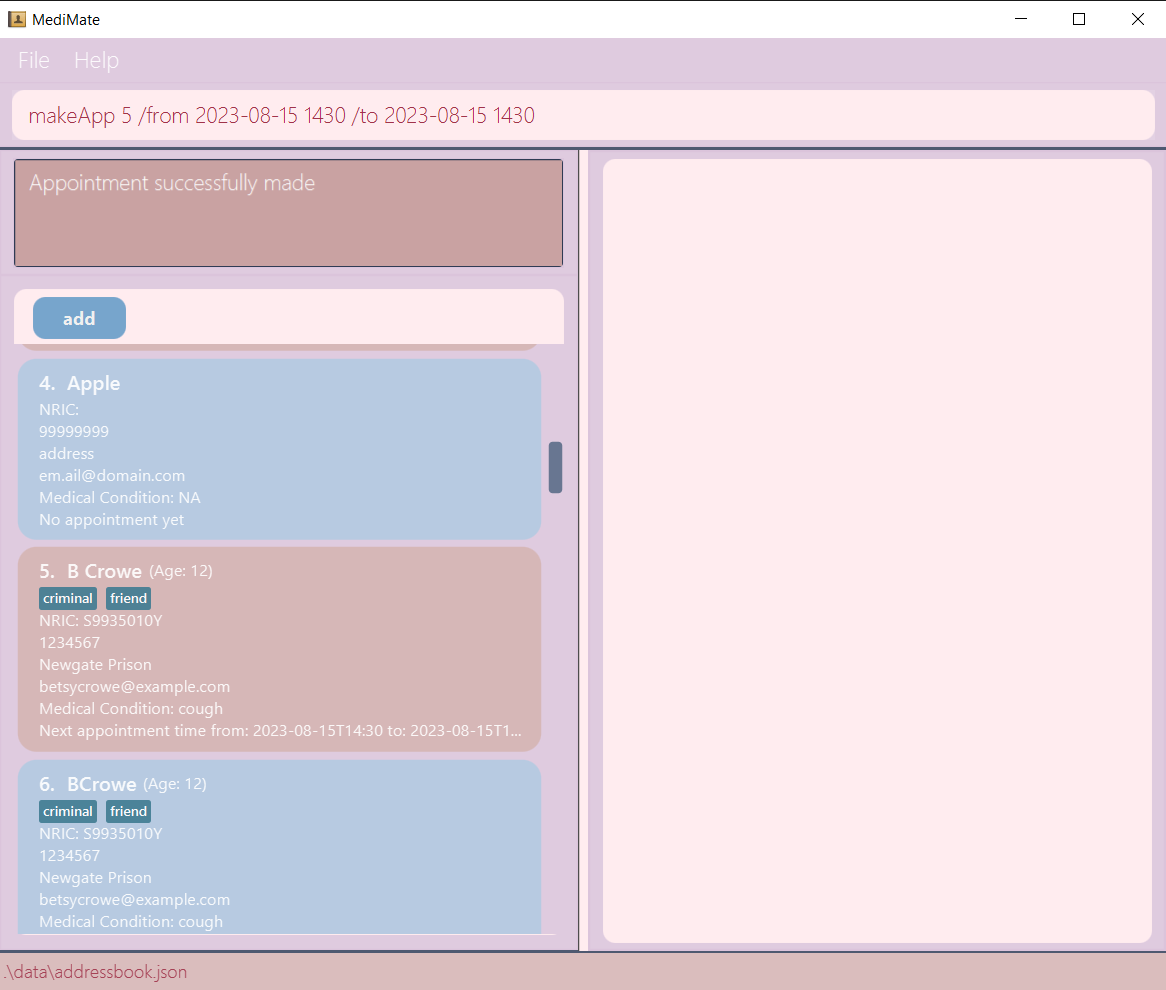 MediMate
File Help
makeApp 5 /from 2023-08-15 1430 /to 2023-08-15 1430
Appointment successfully made
add
4. Apple
NRIC:
99999999
address
em.ail@domain.com
Medical Condition: NA
No appointment yet
5. B Crowe (Age: 12)
criminal friend
NRIC: S9935010Y
1234567
Newgate Prison
betsycrowe@example.com
Medical Condition: cough
Next appointment time from: 2023-08-15T14:30 to: 2023-08-15T1...
6. BCrowe (Age: 12)
criminal friend
NRIC: S9935010Y
1234567
Newgate Prison
betsycrowe@example.com
Medical Condition: cough
.\data\addressbook.json